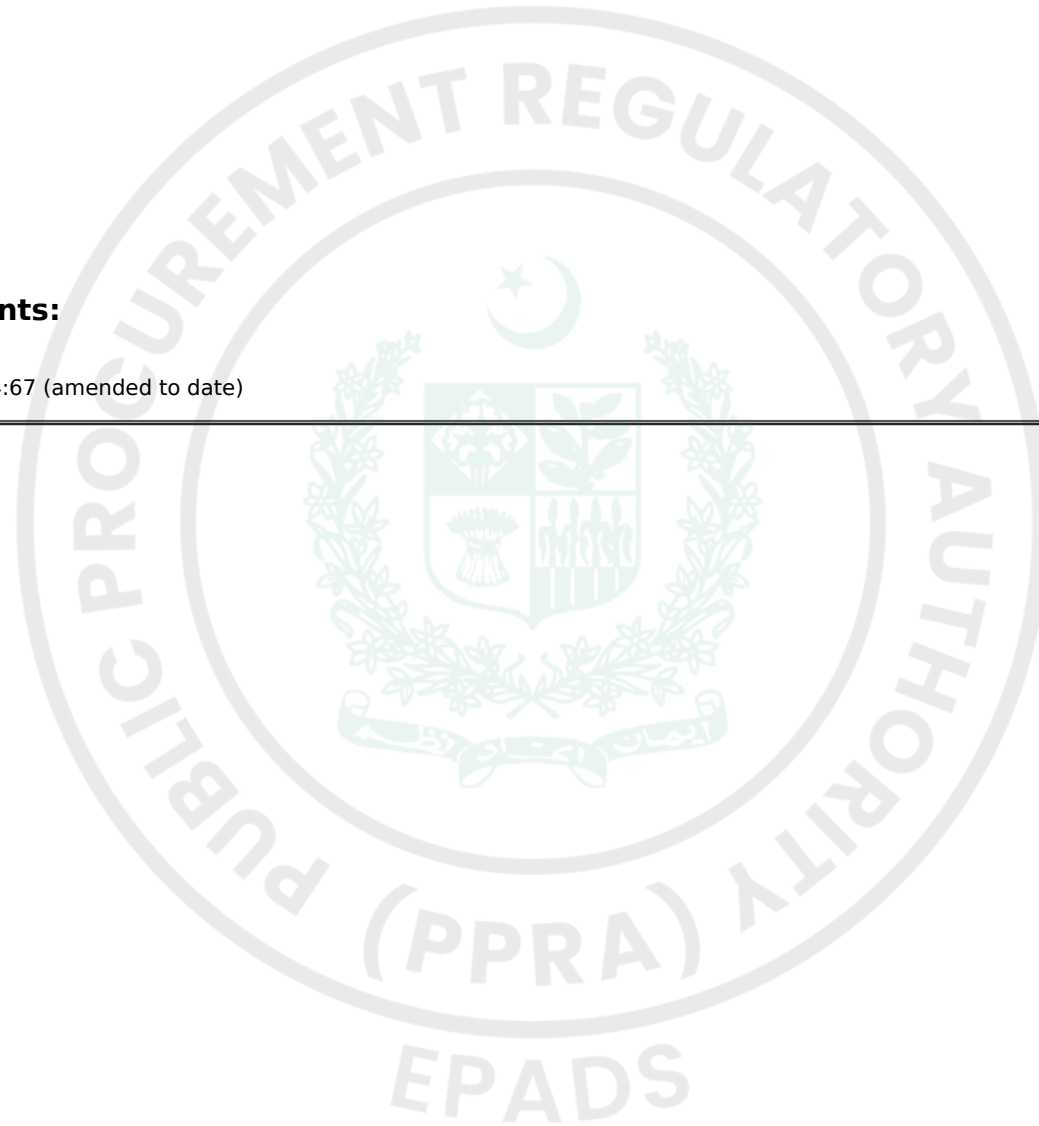 PUBLIC PROCUREMENT REGULATORY AUTHORITY
nts:
:67 (amended to date)
(PPRA)
EPADS